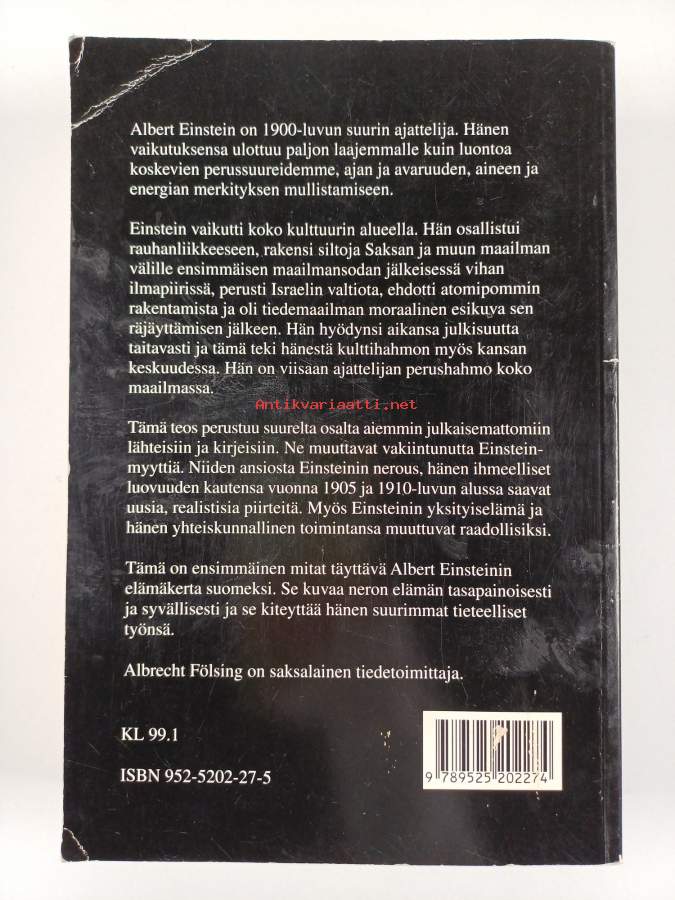 Albert Einstein on 1900-luvun suurin ajattelija. Hänen
vaikutuksensa ulottuu paljon laajemmalle kuin luontoa
koskevien perussuureidemme, ajan ja avaruuden, aineen ja
energian merkityksen mullistamiseen.
Einstein vaikutti koko kulttuurin alueella. Hän osallistui
rauhanliikkeeseen, rakensi siltoja Saksan ja muun maailman
välille ensimmäisen maailmansodan jälkeisessä vihan
ilmapiirissä, perusti Israelin valtiota, ehdotti atomipommin
rakentamista ja oli tiedemaailman moraalinen esikuva sen
räjäyttämisen jälkeen. Hän hyödynsi aikansa julkisuutta
taitavasti ja tämä teki hänestä kulttihahmon myös kansan
keskuudessa. Hän on viisaan ajattelijan perushahmo koko
maailmassa.
Antikvariaatti.net
Tämä teos perustuu suurelta osalta aiemmin julkaisemattomiin
lähteisiin ja kirjeisiin. Ne muuttavat vakiintunutta Einstein-
myyttiä. Niiden ansiosta Einsteinin nerous, hänen ihmeelliset
luovuuden kautensa vuonna 1905 ja 1910-luvun alussa saavat
uusia, realistisia piirteitä. Myös Einsteinin yksityiselämä ja
hänen yhteiskunnallinen toimintansa muuttuvat raadollisiksi.
Tämä on ensimmäinen mitat täyttävä Albert Einsteinin
elämäkerta suomeksi. Se kuvaa neron elämän tasapainoisesti
ja syvällisesti ja se kiteyttää hänen suurimmat tieteelliset
työnsä.
Albrecht Fölsing on saksalainen tiedetoimittaja.
KL 99.1
ISBN 952-5202-27-5
9 789525 202274